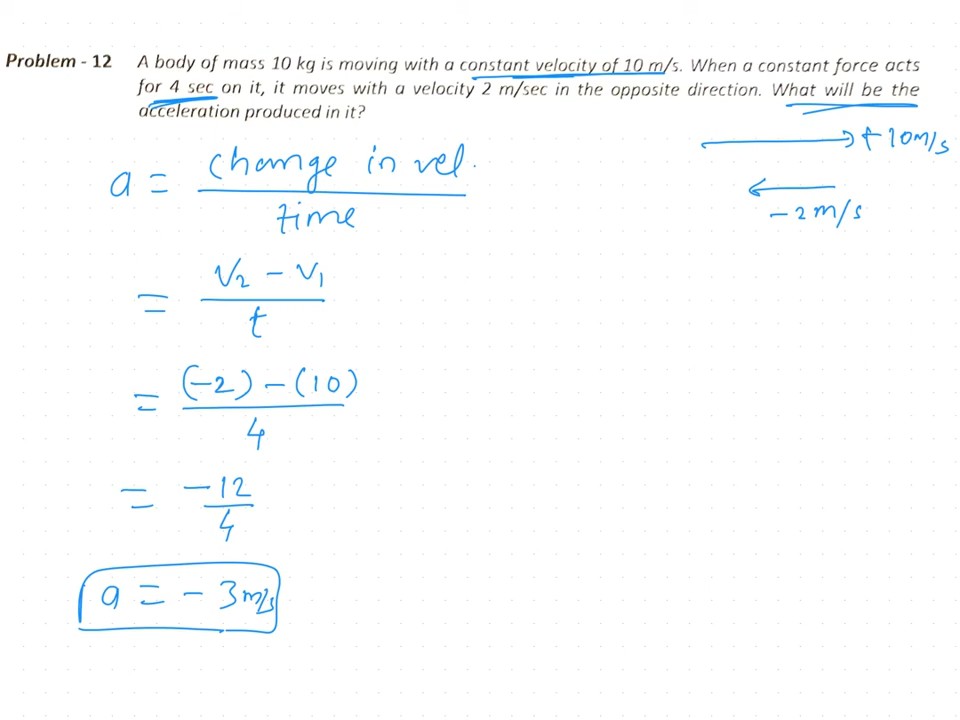 Problem - 12 A body of mass 10 kg is moving with a constant velocity of 10 m/s. When a constant force acts
for 4 sec on it, it moves with a velocity 2 m/sec in the opposite direction. What will be the
acceleration produced in it?
+10m/s
-2m/s
a = change in vel.
time
= V2 - V1
t
= (-2) - (10)
4
= -12
4
a = - 3m/s